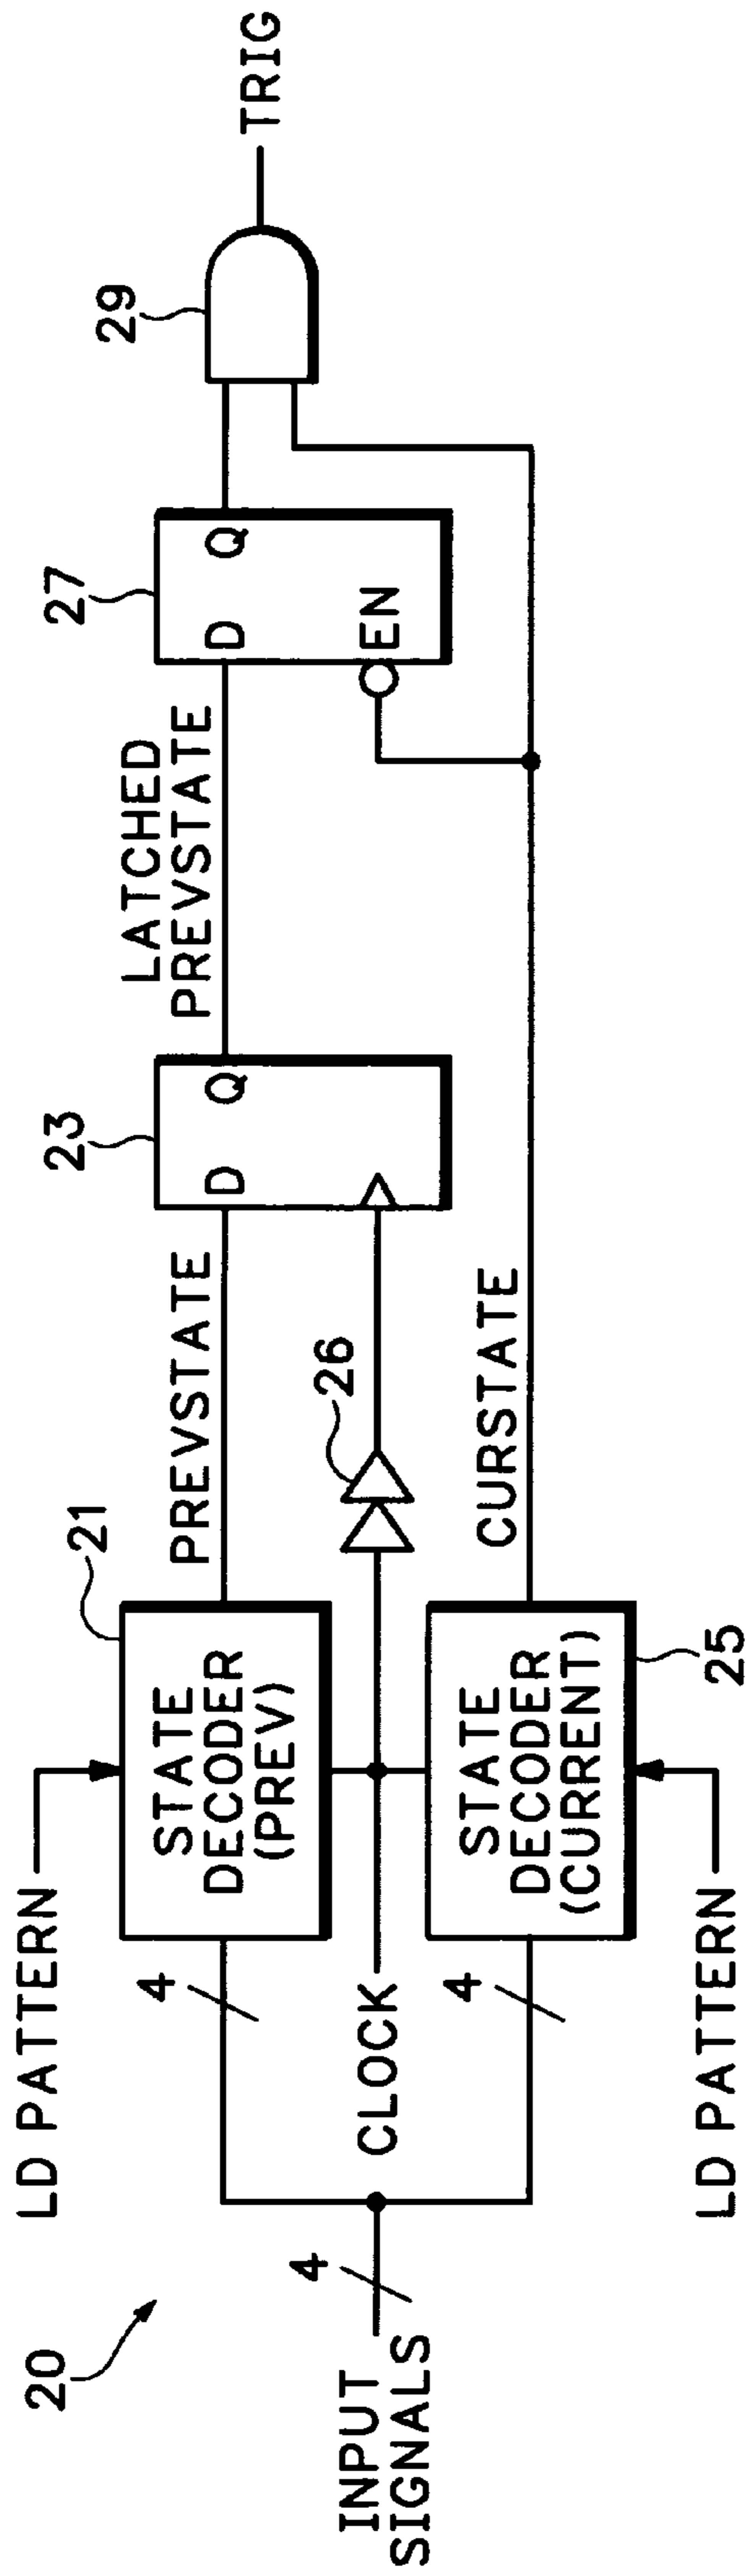 20
INPUT
SIGNALS
4
4
4
LD PATTERN
CLOCK
LD PATTERN
STATE
DECODER
(PREV)
21
STATE
DECODER
(CURRENT)
25
PREVSTATE
26
CURSTATE
23
D
Q
LATCHED
PREVSTATE
27
D
Q
EN
29
TRIG